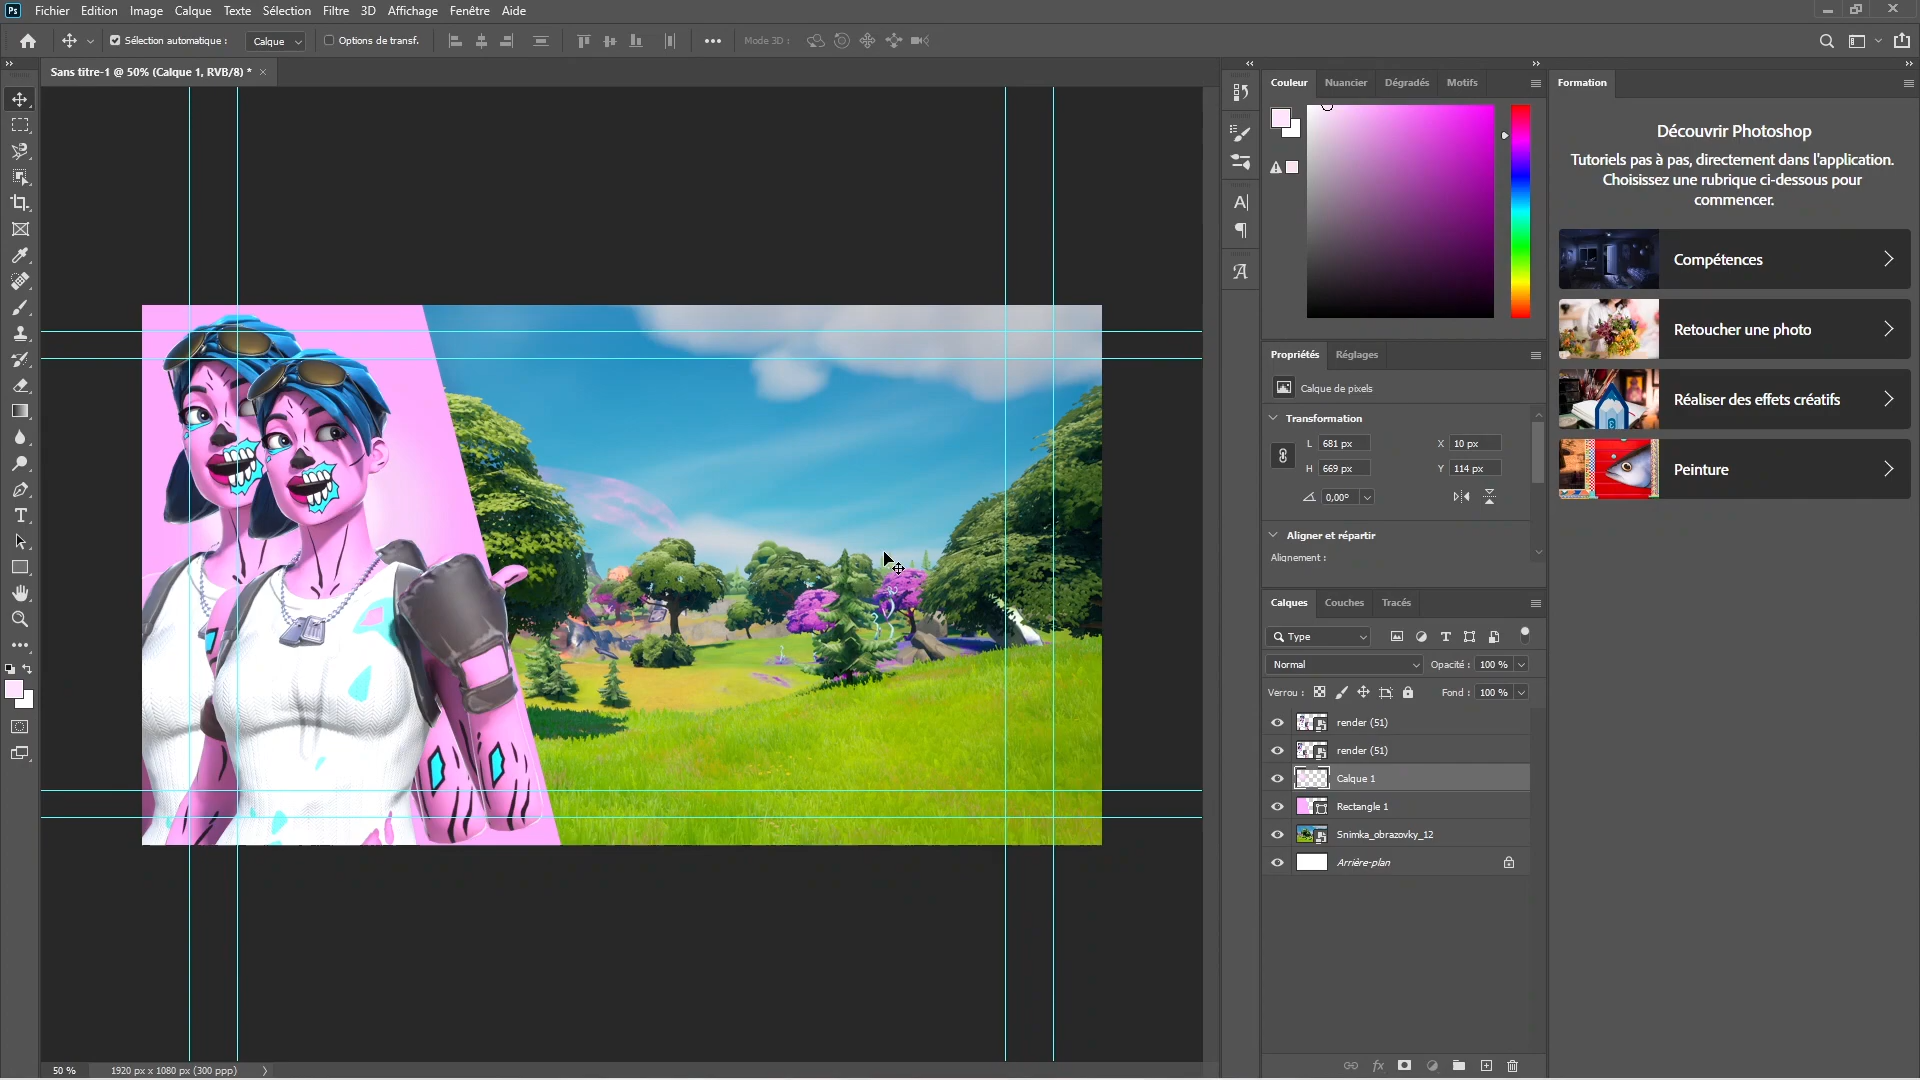 Ps
Fichier Edition Image Calque Texte Sélection Filtre 3D Affichage Fenêtre Aide
Sélection automatique : Calque Options de transf. Mode 3D :
Sans titre-1 @ 50% (Calque 1, RVB/8) *
Couleur Nuancier Dégradés Motifs
Formation
Découvrir Photoshop
Tutoriels pas à pas, directement dans l'application.
Choisissez une rubrique ci-dessous pour
commencer.
Compétences
Retoucher une photo
Réaliser des effets créatifs
Peinture
Propriétés Réglages
Calque de pixels
Transformation
L 681 px X 10 px
H 669 px Y 114 px
0,00°
Aligner et répartir
Alignement :
Calques Couches Tracés
Type
Normal Opacité : 100 %
Verrou : Fond : 100 %
render (51)
render (51)
Calque 1
Rectangle 1
Snimka_obrazovky_12
Arrière-plan
50 % 1920 px x 1080 px (300 ppp)